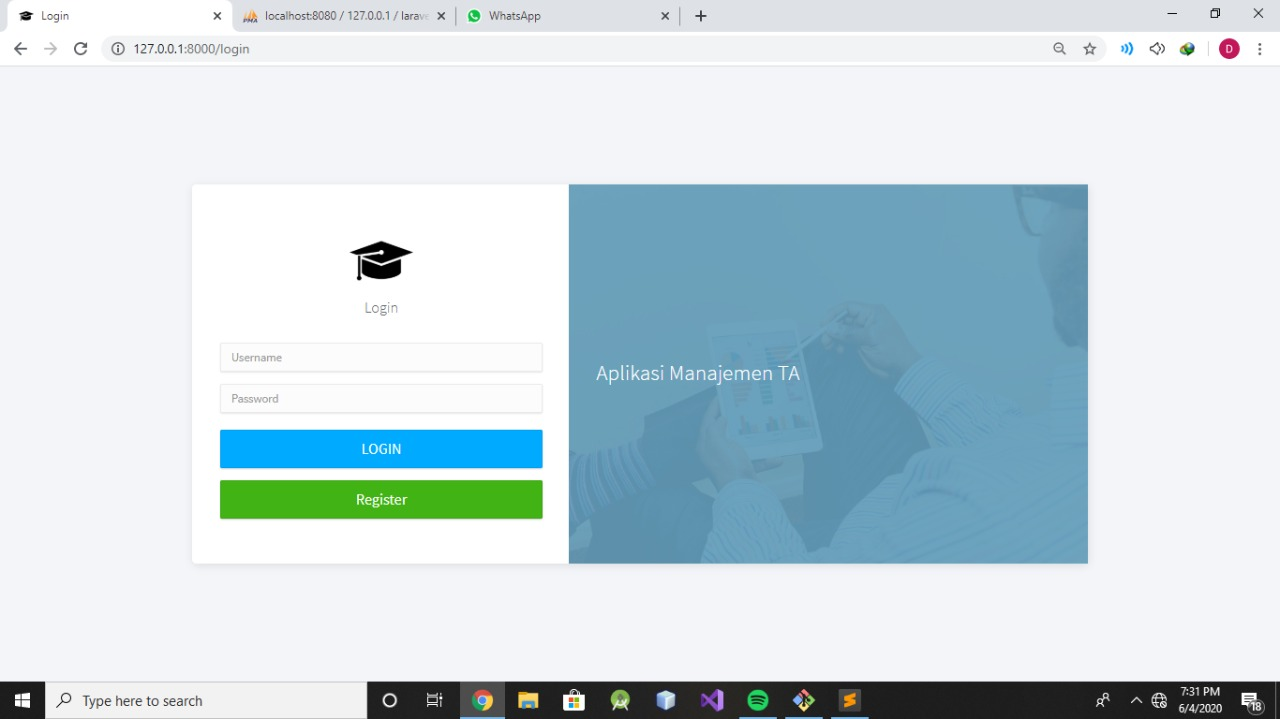 Login
localhost:8080 / 127.0.0.1 / larave
WhatsApp
127.0.0.1:8000/login
D
Login
Username
Password
LOGIN
Register
Aplikasi Manajemen TA
Type here to search
7:31 PM
6/4/2020
18